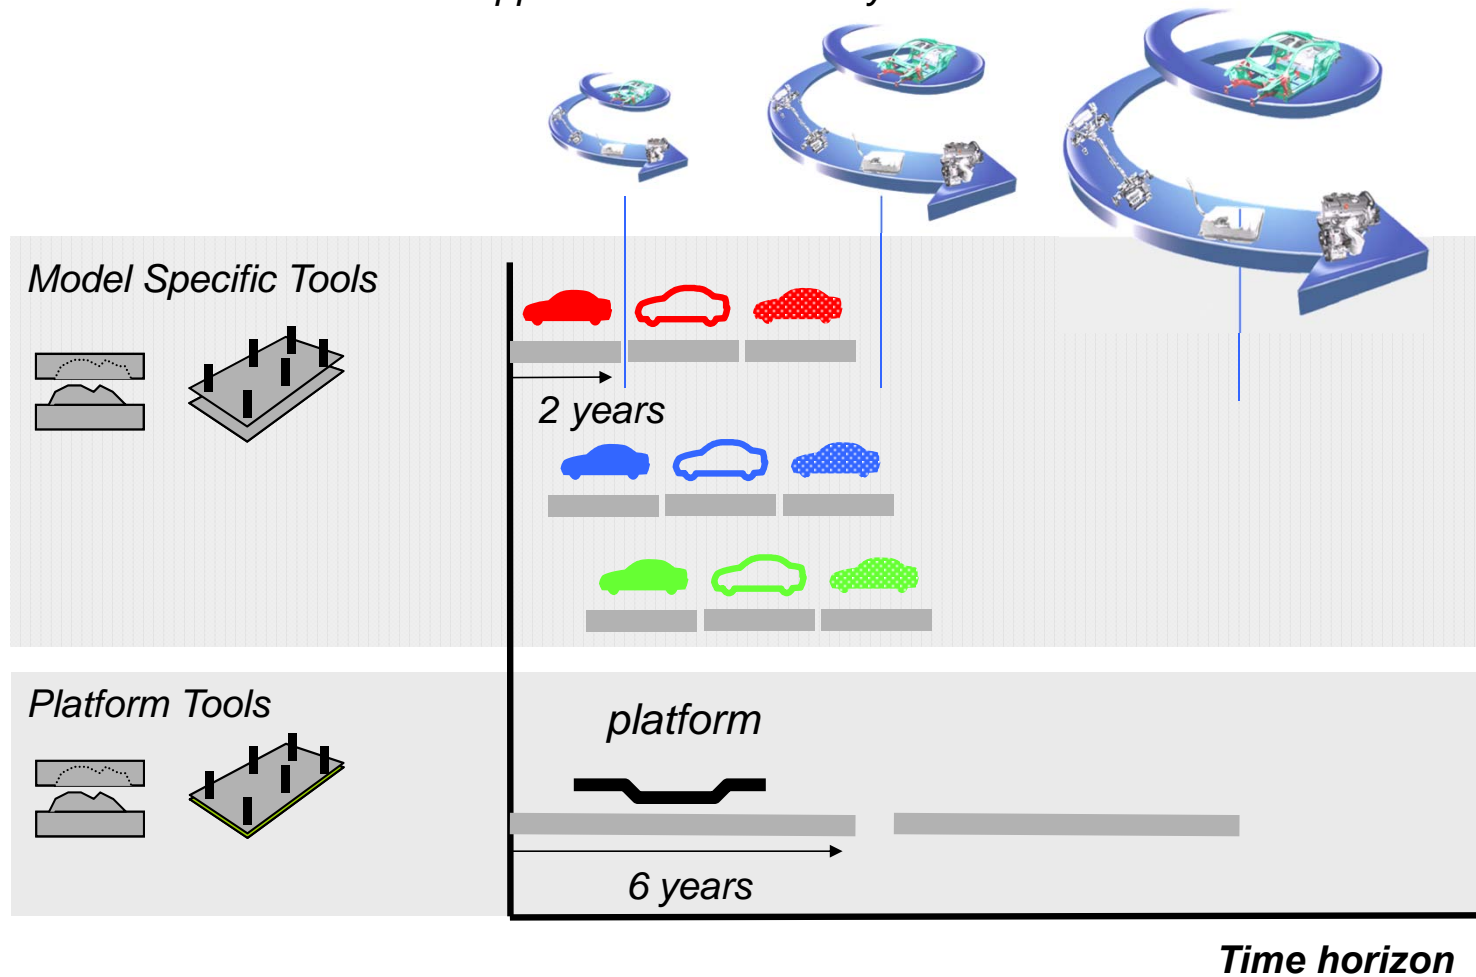 Model Specific Tools
2 years
Platform Tools
platform
6 years
Time horizon